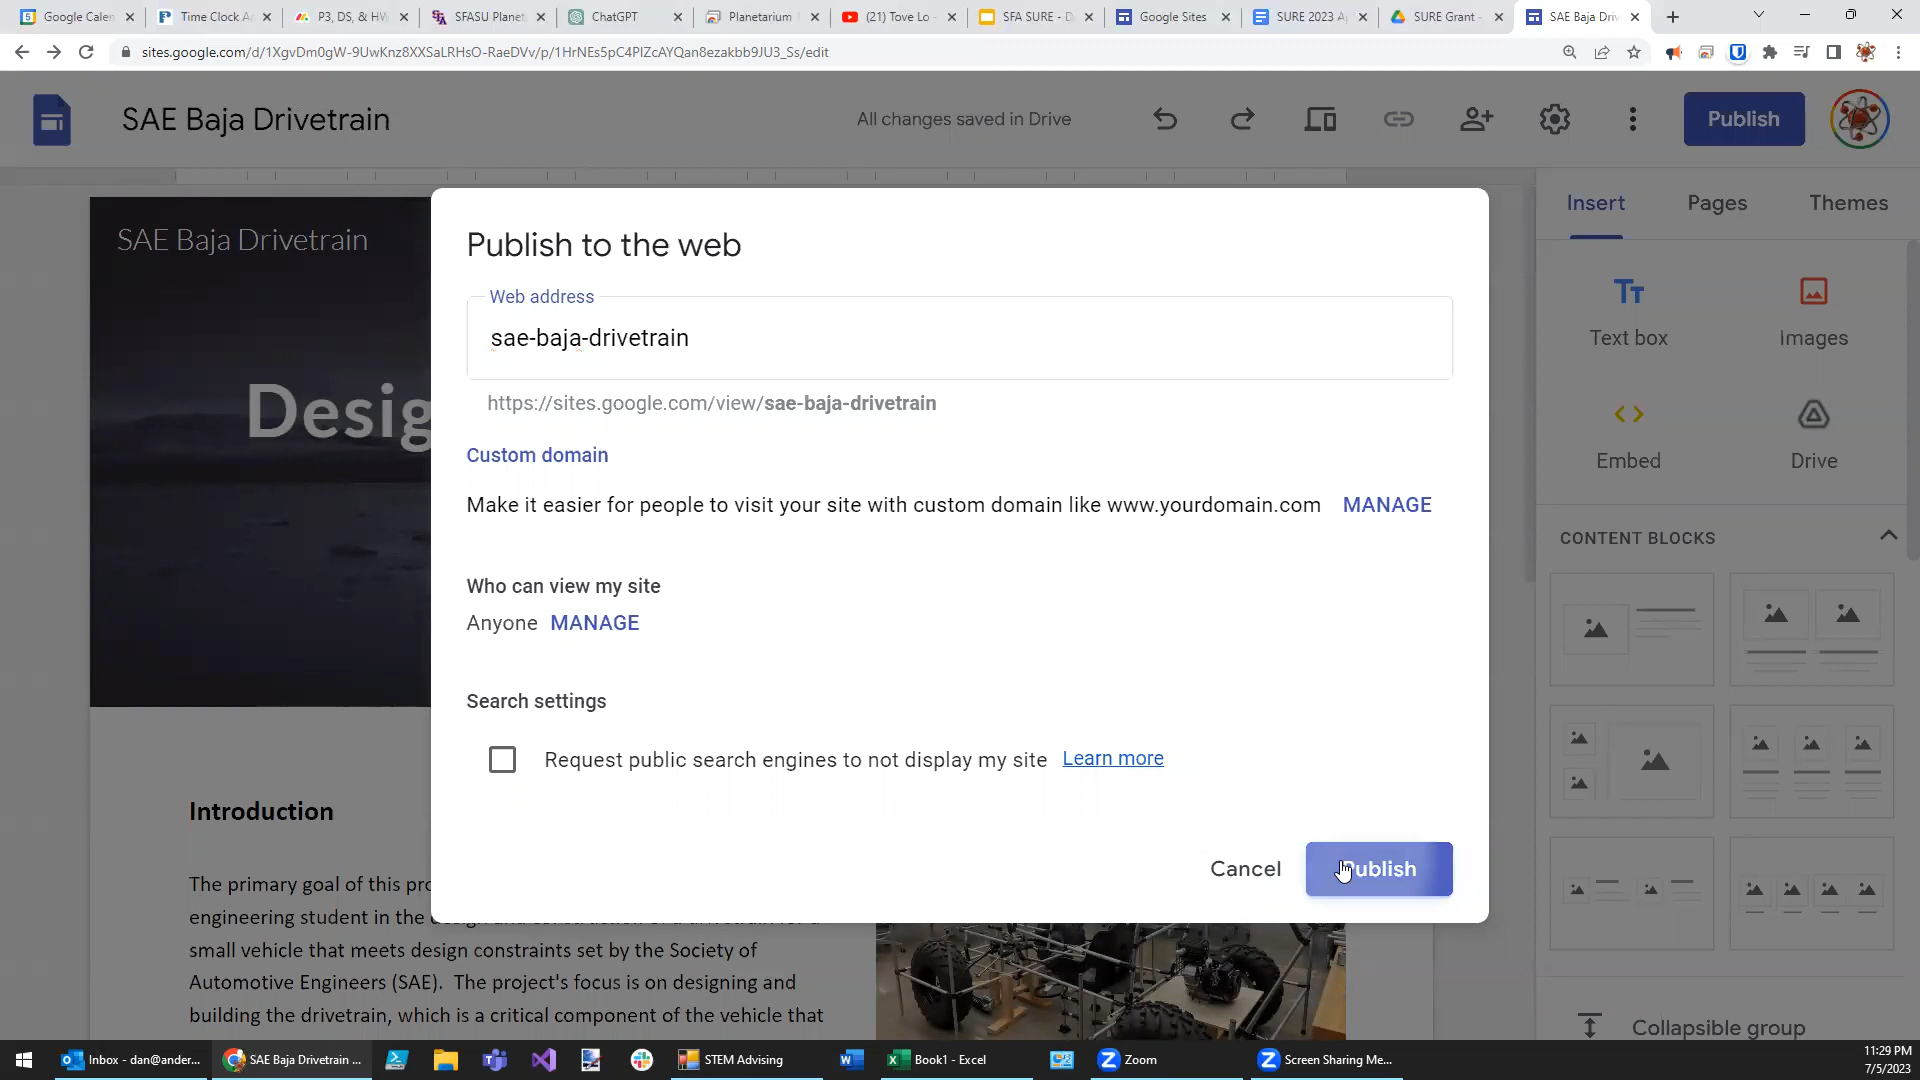 Google Calen
Time Clock A
P3, DS, & HW
SFASU Planet
ChatGPT
Planetarium
(21) Tove Lo -
SFA SURE - D
Google Sites
SURE 2023 A
SURE Grant -
SAE Baja Driv
sites.google.com/d/1XgvDm0gW-9UwKnz8XXSaLRHsO-RaeDVv/p/1HrNEs5pC4PIZcAYQan8ezakbb9JU3_Ss/edit
SAE Baja Drivetrain
All changes saved in Drive
Publish
Insert
Pages
Themes
SAE Baja Drivetrain
Desig
Publish to the web
Web address
sae-baja-drivetrain
https://sites.google.com/view/sae-baja-drivetrain
Custom domain
Make it easier for people to visit your site with custom domain like www.yourdomain.com MANAGE
Who can view my site
Anyone MANAGE
Search settings
Request public search engines to not display my site Learn more
Cancel
Publish
Text box
Images
Embed
Drive
CONTENT BLOCKS
Collapsible group
Introduction
The primary goal of this pro
engineering student in the
small vehicle that meets design constraints set by the Society of
Automotive Engineers (SAE). The project's focus is on designing and
building the drivetrain, which is a critical component of the vehicle that
Inbox - dan@ander...
SAE Baja Drivetrain ...
STEM Advising
Book1 - Excel
Zoom
Screen Sharing Me...
11:29 PM
7/5/2023